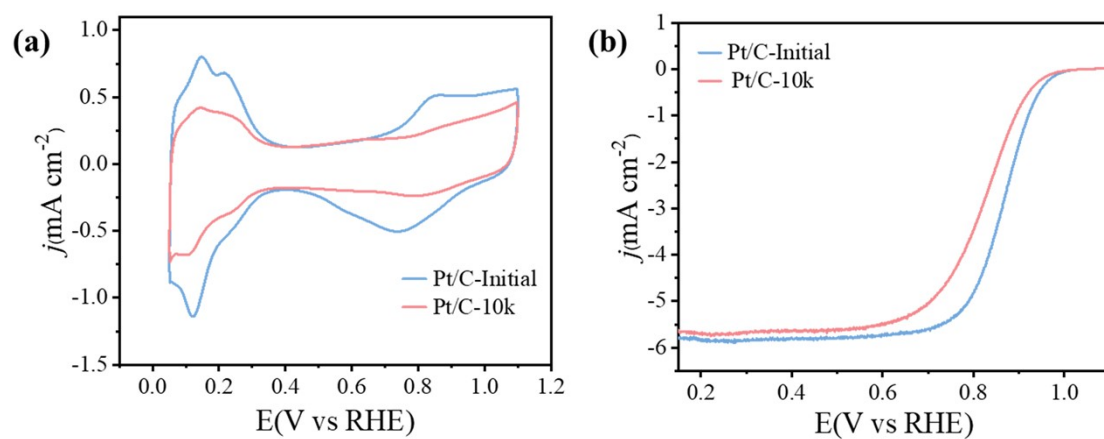 (a)
1.0
0.5
0.0
-0.5
-1.0
-1.5
j(mA cm-2)
Pt/C-Initial
Pt/C-10k
0.0 0.2 0.4 0.6 0.8 1.0 1.2
E(V vs RHE)
(b)
1
0
-1
-2
-3
-4
-5
-6
j(mA cm-2)
Pt/C-Initial
Pt/C-10k
0.2 0.4 0.6 0.8 1.0
E(V vs RHE)